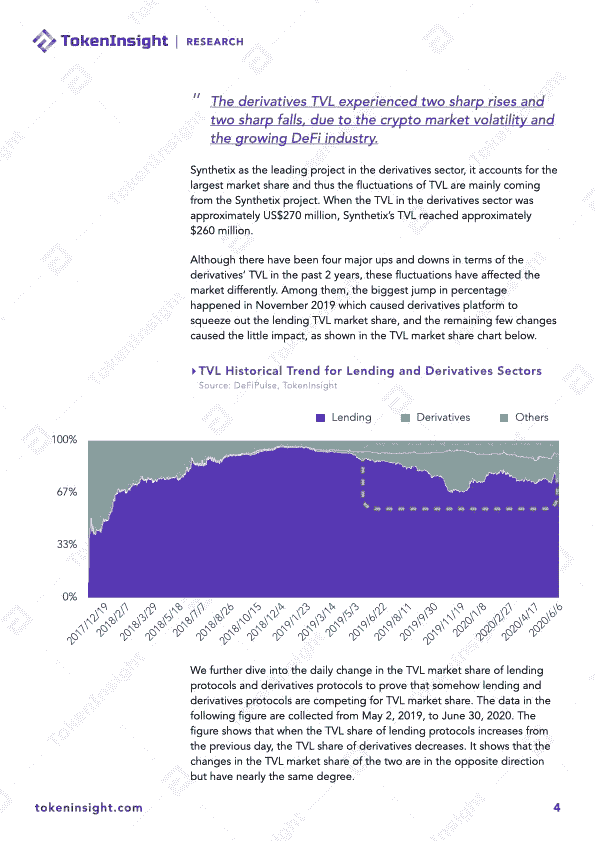 TokenInsight | RESEARCH
" The derivatives TVL experienced two sharp rises and
two sharp falls, due to the crypto market volatility and
the growing DeFi industry.
Synthetix as the leading project in the derivatives sector, it accounts for the
largest market share and thus the fluctuations of TVL are mainly coming
from the Synthetix project. When the TVL in the derivatives sector was
approximately US$270 million, Synthetix's TVL reached approximately
$260 million.
Although there have been four major ups and downs in terms of the
derivatives' TVL in the past 2 years, these fluctuations have affected the
market differently. Among them, the biggest jump in percentage
happened in November 2019 which caused derivatives platform to
squeeze out the lending TVL market share, and the remaining few changes
caused the little impact, as shown in the TVL market share chart below.
TVL Historical Trend for Lending and Derivatives Sectors
Source: DeFiPulse, TokenInsight
Lending Derivatives Others
100%
67%
33%
0%
2017/12/19 2018/2/7 2018/3/29 2018/5/18 2018/7/7 2018/8/26 2018/10/15 2018/12/4 2019/1/23 2019/3/14 2019/5/3 2019/6/22 2019/8/11 2019/9/30 2019/11/19 2020/1/8 2020/2/27 2020/4/17 2020/6/6
We further dive into the daily change in the TVL market share of lending
protocols and derivatives protocols to prove that somehow lending and
derivatives protocols are competing for TVL market share. The data in the
following figure are collected from May 2, 2019, to June 30, 2020. The
figure shows that when the TVL share of lending protocols increases from
the previous day, the TVL share of derivatives decreases. It shows that the
changes in the TVL market share of the two are in the opposite direction
but have nearly the same degree.
tokeninsight.com 4